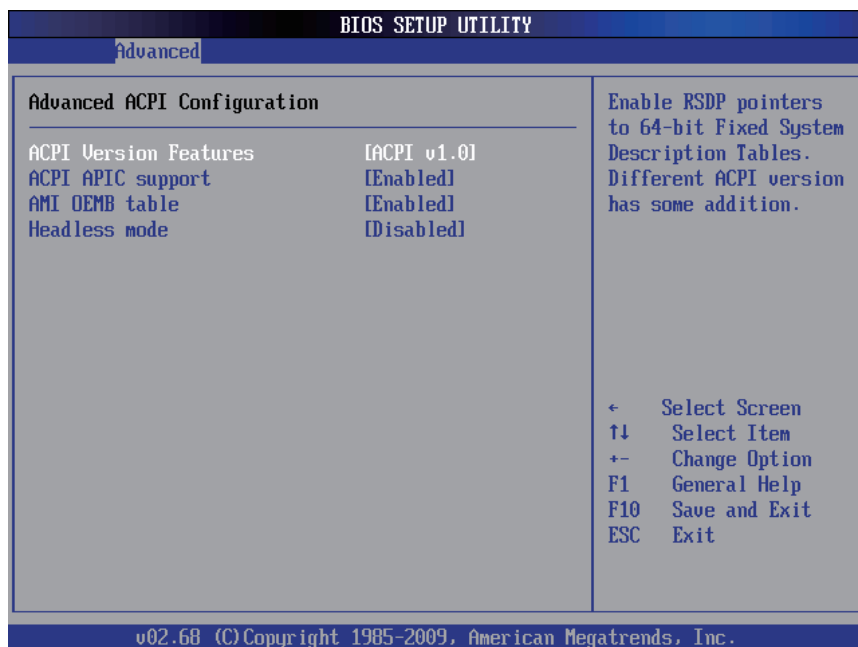 BIOS SETUP UTILITY
Advanced
Advanced ACPI Configuration
ACPI Version Features [ACPI v1.0]
ACPI APIC support [Enabled]
AMI OEMB table [Enabled]
Headless mode [Disabled]
Enable RSDP pointers
to 64-bit Fixed System
Description Tables.
Different ACPI version
has some addition.
← Select Screen
↑↓ Select Item
+- Change Option
F1 General Help
F10 Save and Exit
ESC Exit
v02.68 (C)Copyright 1985-2009, American Megatrends, Inc.